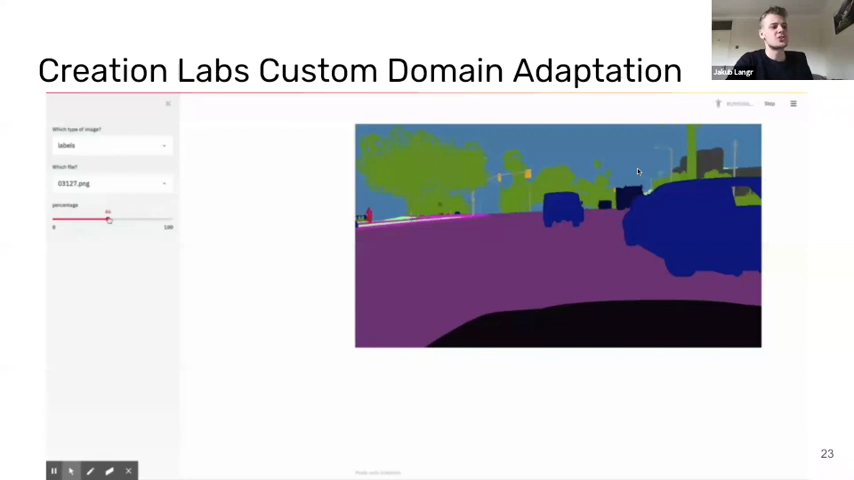 Creation Labs Custom Domain Adaptation
Jakub Langr
Stop
Which type of image?
labels
Which file?
03127.png
percentage
0
23